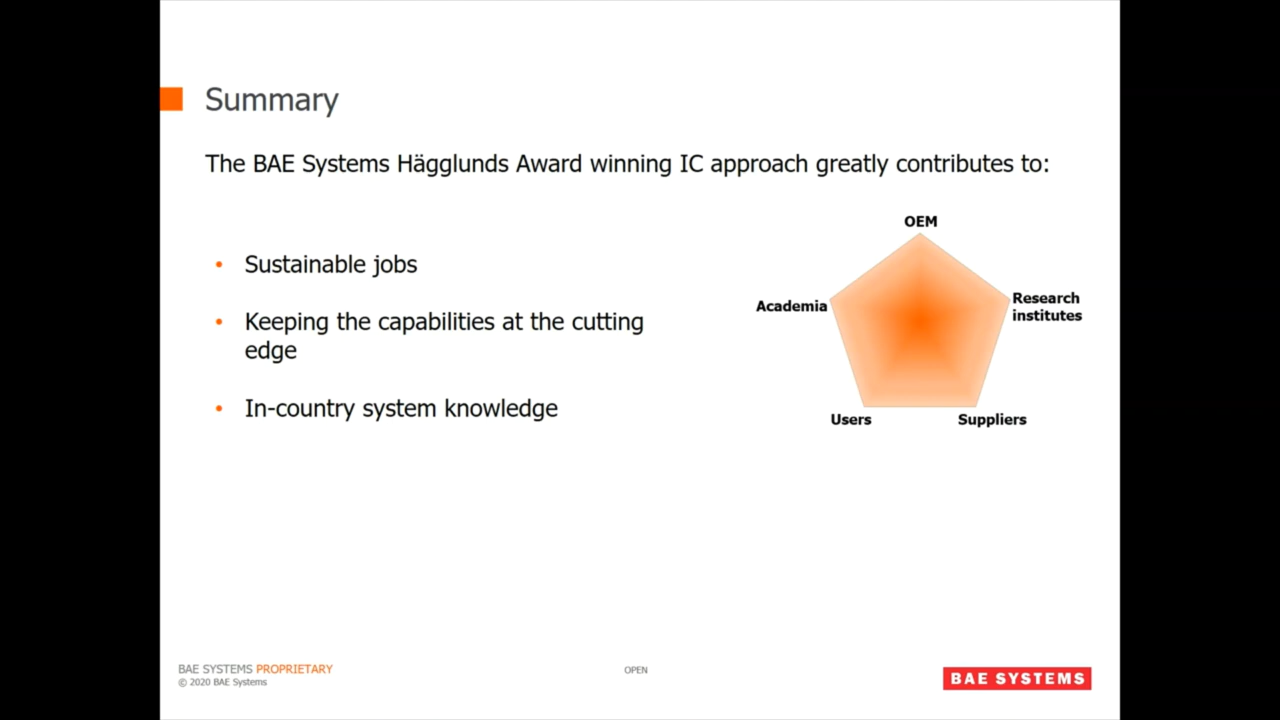 Summary
The BAE Systems Hägglunds Award winning IC approach greatly contributes to:
• Sustainable jobs
• Keeping the capabilities at the cutting
edge
• In-country system knowledge
OEM
Academia
Research
institutes
Users
Suppliers
BAE SYSTEMS PROPRIETARY
© 2020 BAE Systems
OPEN
BAE SYSTEMS